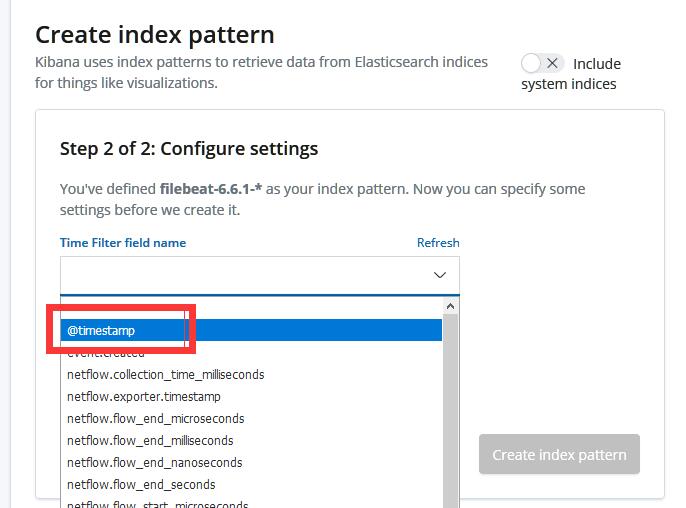 Create index pattern
Kibana uses index patterns to retrieve data from Elasticsearch indices
for things like visualizations.
Include
system indices
Step 2 of 2: Configure settings
You've defined filebeat-6.6.1-* as your index pattern. Now you can specify some
settings before we create it.
Time Filter field name
Refresh
@timestamp
event.created
netflow.collection_time_milliseconds
netflow.exporter.timestamp
netflow.flow_end_microseconds
netflow.flow_end_milliseconds
netflow.flow_end_nanoseconds
netflow.flow_end_seconds
netflow.flow_start_microseconds
Create index pattern